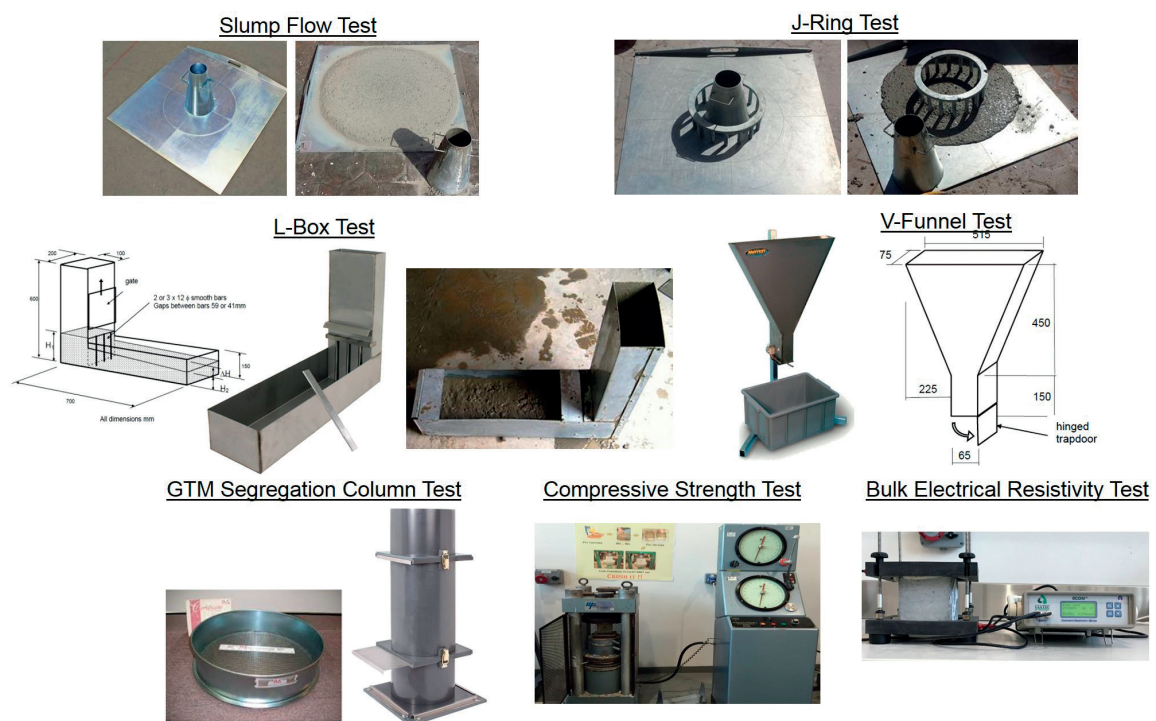 Slump Flow Test
J-Ring Test
L-Box Test
V-Funnel Test
200
100
600
gate
2 or 3 x 12 ϕ smooth bars
Gaps between bars 59 or 41mm
H₁
150
ΔH
H₂
700
All dimensions mm
515
75
450
225
150
hinged
trapdoor
65
GTM Segregation Column Test
Compressive Strength Test
Bulk Electrical Resistivity Test
CRUSH IT !!